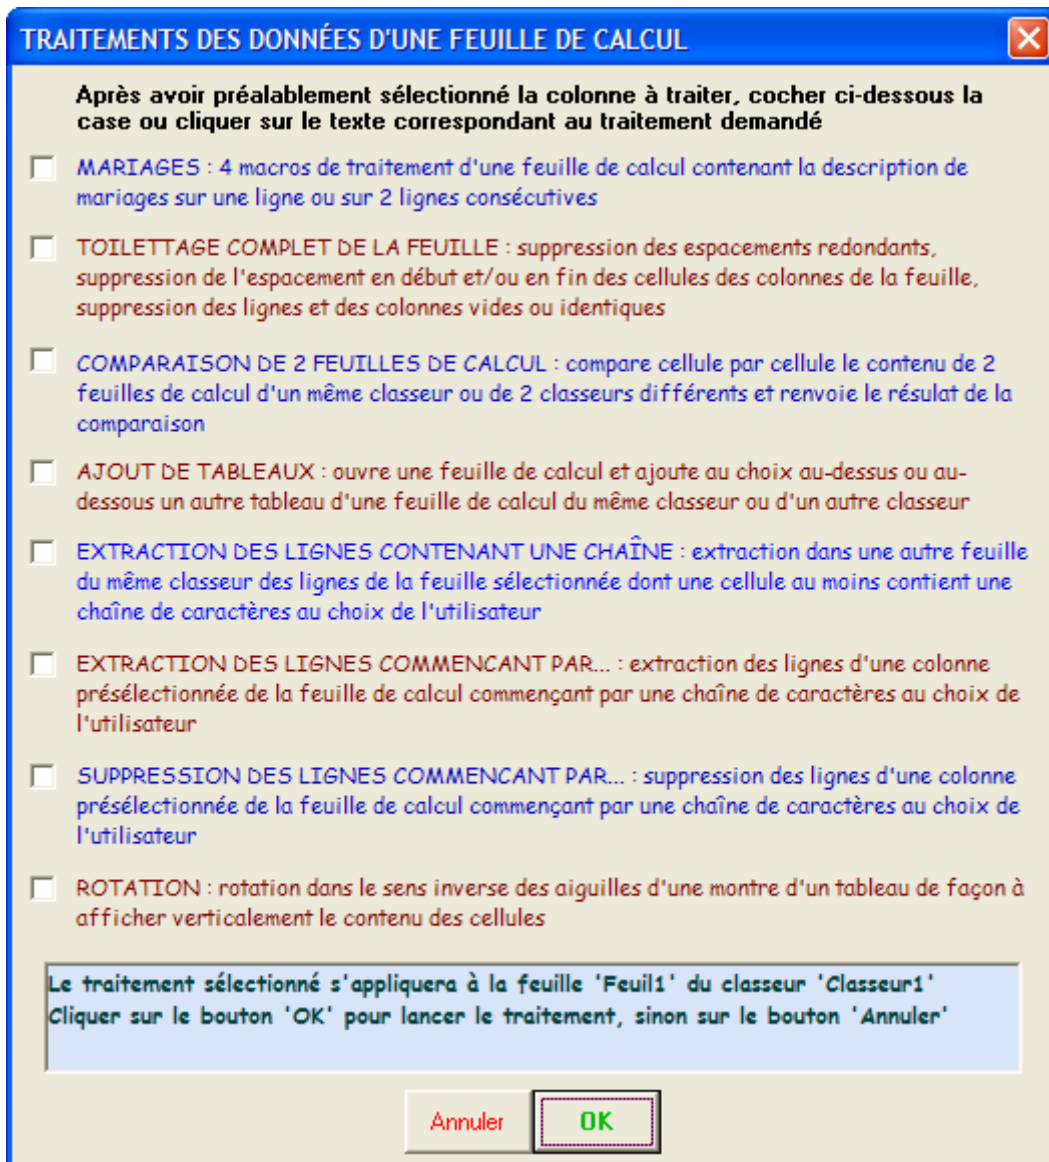 TRAITEMENTS DES DONNÉES D'UNE FEUILLE DE CALCUL
Après avoir préalablement sélectionné la colonne à traiter, cocher ci-dessous la
case ou cliquer sur le texte correspondant au traitement demandé
MARIAGES : 4 macros de traitement d'une feuille de calcul contenant la description de
mariages sur une ligne ou sur 2 lignes consécutives
TOILETTAGE COMPLET DE LA FEUILLE : suppression des espacements redondants,
suppression de l'espacement en début et/ou en fin des cellules des colonnes de la feuille,
suppression des lignes et des colonnes vides ou identiques
COMPARAISON DE 2 FEUILLES DE CALCUL : compare cellule par cellule le contenu de 2
feuilles de calcul d'un même classeur ou de 2 classeurs différents et renvoie le résulat de la
comparaison
AJOUT DE TABLEAUX : ouvre une feuille de calcul et ajoute au choix au-dessus ou au-
dessous un autre tableau d'une feuille de calcul du même classeur ou d'un autre classeur
EXTRACTION DES LIGNES CONTENANT UNE CHAÎNE : extraction dans une autre feuille
du même classeur des lignes de la feuille sélectionnée dont une cellule au moins contient une
chaîne de caractères au choix de l'utilisateur
EXTRACTION DES LIGNES COMMENCANT PAR... : extraction des lignes d'une colonne
présélectionnée de la feuille de calcul commençant par une chaîne de caractères au choix de
l'utilisateur
SUPPRESSION DES LIGNES COMMENCANT PAR... : suppression des lignes d'une colonne
présélectionnée de la feuille de calcul commençant par une chaîne de caractères au choix de
l'utilisateur
ROTATION : rotation dans le sens inverse des aiguilles d'une montre d'un tableau de façon à
afficher verticalement le contenu des cellules
Le traitement sélectionné s'appliquera à la feuille 'Feuil1' du classeur 'Classeur1'
Cliquer sur le bouton 'OK' pour lancer le traitement, sinon sur le bouton 'Annuler'
Annuler OK